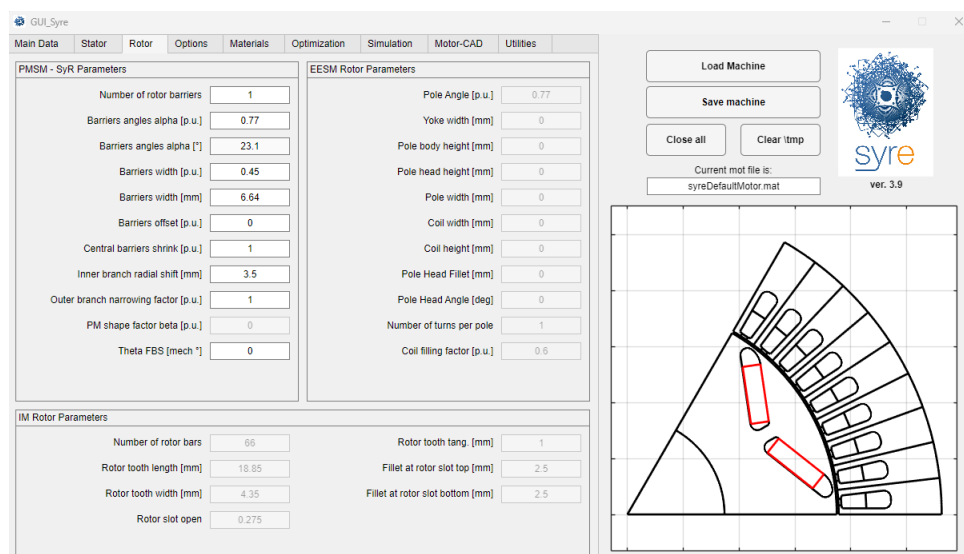 GUI_Syre
Main Data Stator Rotor Options Materials Optimization Simulation Motor-CAD Utilities
PMSM - SyR Parameters
Number of rotor barriers 1
Barriers angles alpha [p.u.] 0.77
Barriers angles alpha [°] 23.1
Barriers width [p.u.] 0.45
Barriers width [mm] 6.64
Barriers offset [p.u.] 0
Central barriers shrink [p.u.] 1
Inner branch radial shift [mm] 3.5
Outer branch narrowing factor [p.u.] 1
PM shape factor beta [p.u.] 0
Theta FBS [mech °] 0
EESM Rotor Parameters
Pole Angle [p.u.] 0.77
Yoke width [mm] 0
Pole body height [mm] 0
Pole head height [mm] 0
Pole width [mm] 0
Coil width [mm] 0
Coil height [mm] 0
Pole Head Fillet [mm] 0
Pole Head Angle [deg] 0
Number of turns per pole 1
Coil filling factor [p.u.] 0.6
IM Rotor Parameters
Number of rotor bars 66
Rotor tooth length [mm] 18.85
Rotor tooth width [mm] 4.35
Rotor slot open 0.275
Rotor tooth tang. [mm] 1
Fillet at rotor slot top [mm] 2.5
Fillet at rotor slot bottom [mm] 2.5
Load Machine
Save machine
Close all Clear \tmp
Current mot file is:
syreDefaultMotor.mat
syre
ver. 3.9